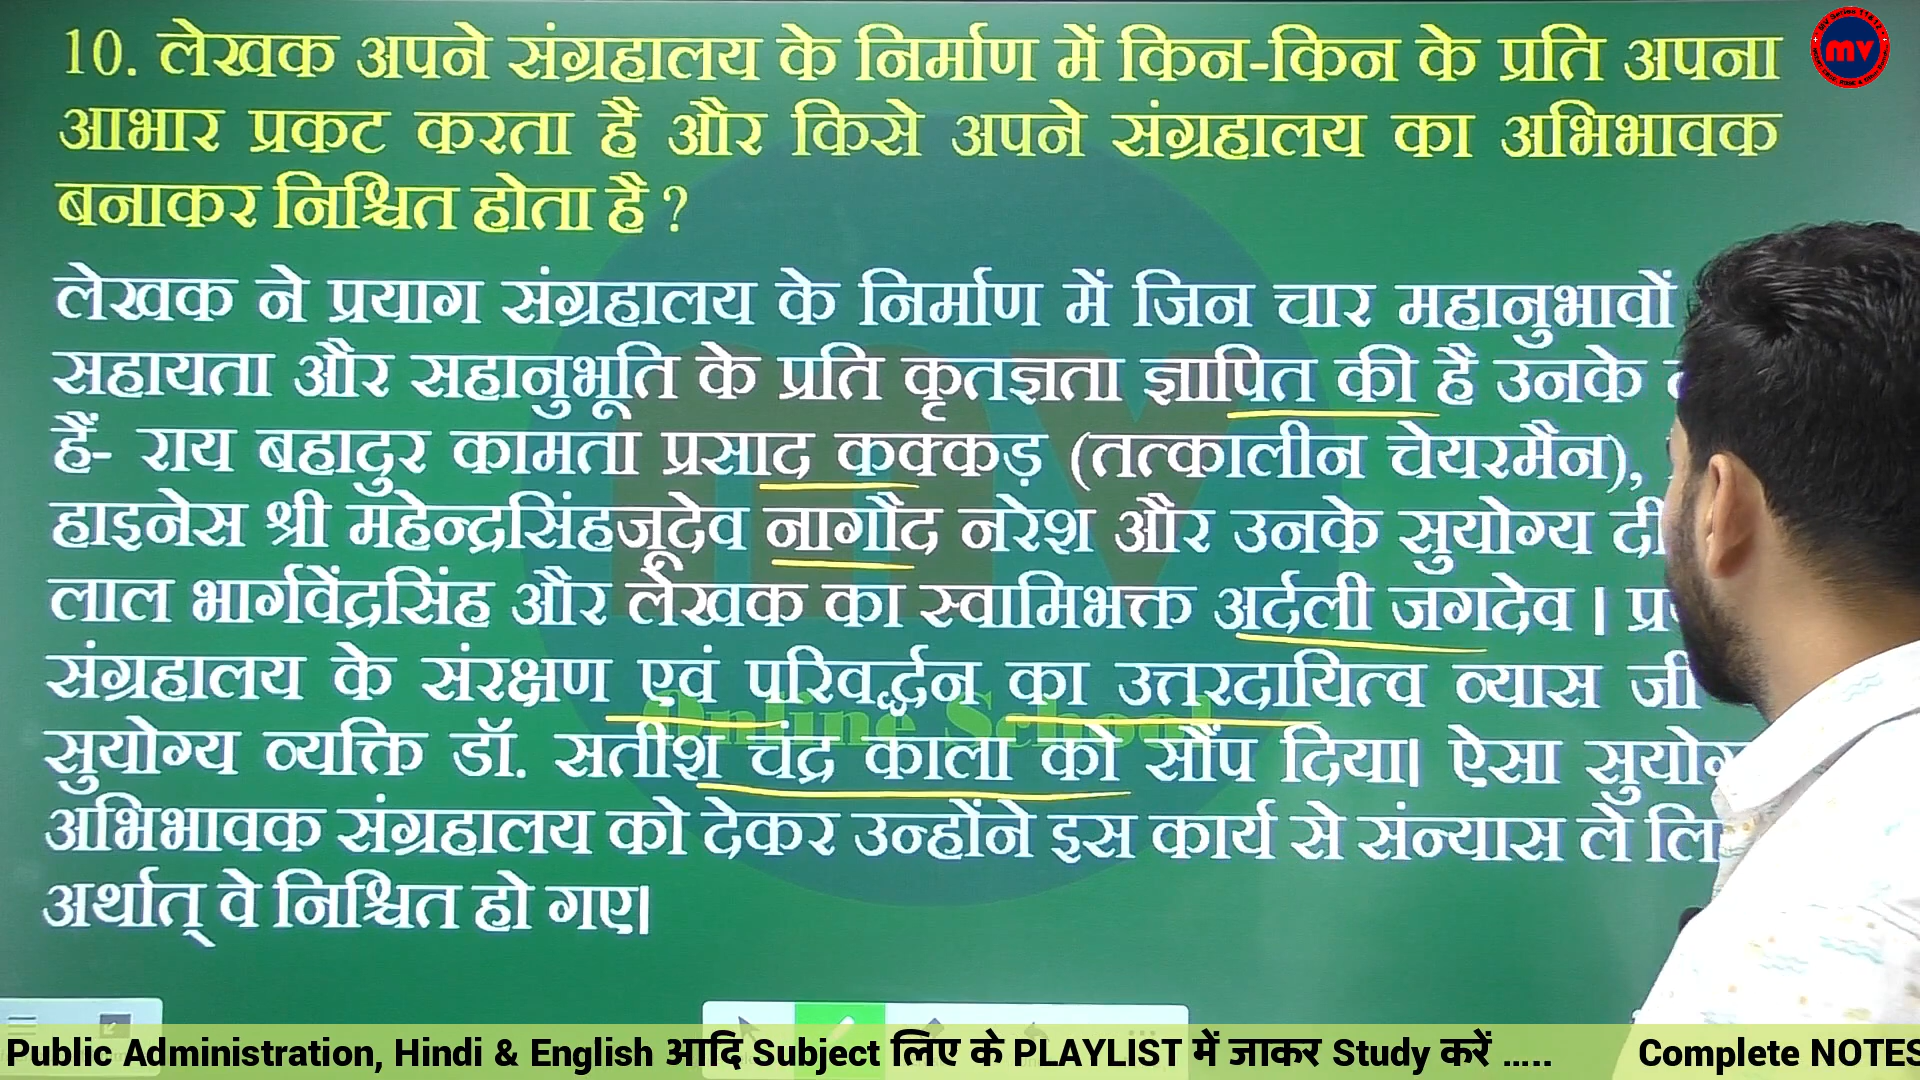 10. लेखक अपने संग्रहालय के निर्माण में किन-किन के प्रति अपना
आभार प्रकट करता है और किसे अपने संग्रहालय का अभिभावक
बनाकर निश्चित होता है ?
लेखक ने प्रयाग संग्रहालय के निर्माण में जिन चार महानुभावों
सहायता और सहानुभूति के प्रति कृतज्ञता ज्ञापित की है उनके
हैं- राय बहादुर कामता प्रसाद कक्कड़ (तत्कालीन चेयरमैन),
हाइनेस श्री महेन्द्रसिंहजूदेव नागौद नरेश और उनके सुयोग्य
लाल भार्गवेंद्रसिंह और लेखक का स्वामिभक्त अर्दली जगदेव ।
संग्रहालय के संरक्षण एवं परिवर्द्धन का उत्तरदायित्व व्यास जी
सुयोग्य व्यक्ति डॉ. सतीश चंद्र काला को सौंप दिया। ऐसा
अभिभावक संग्रहालय को देकर उन्होंने इस कार्य से संन्यास ले
अर्थात् वे निश्चित हो गए।
mv
mv
Online School
Public Administration, Hindi & English आदि Subject लिए के PLAYLIST में जाकर Study करें ..... Complete NOTES